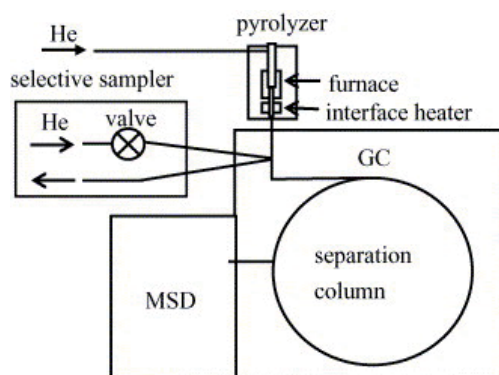 He
pyrolyzer
furnace
interface heater
selective sampler
He
valve
GC
separation
column
MSD